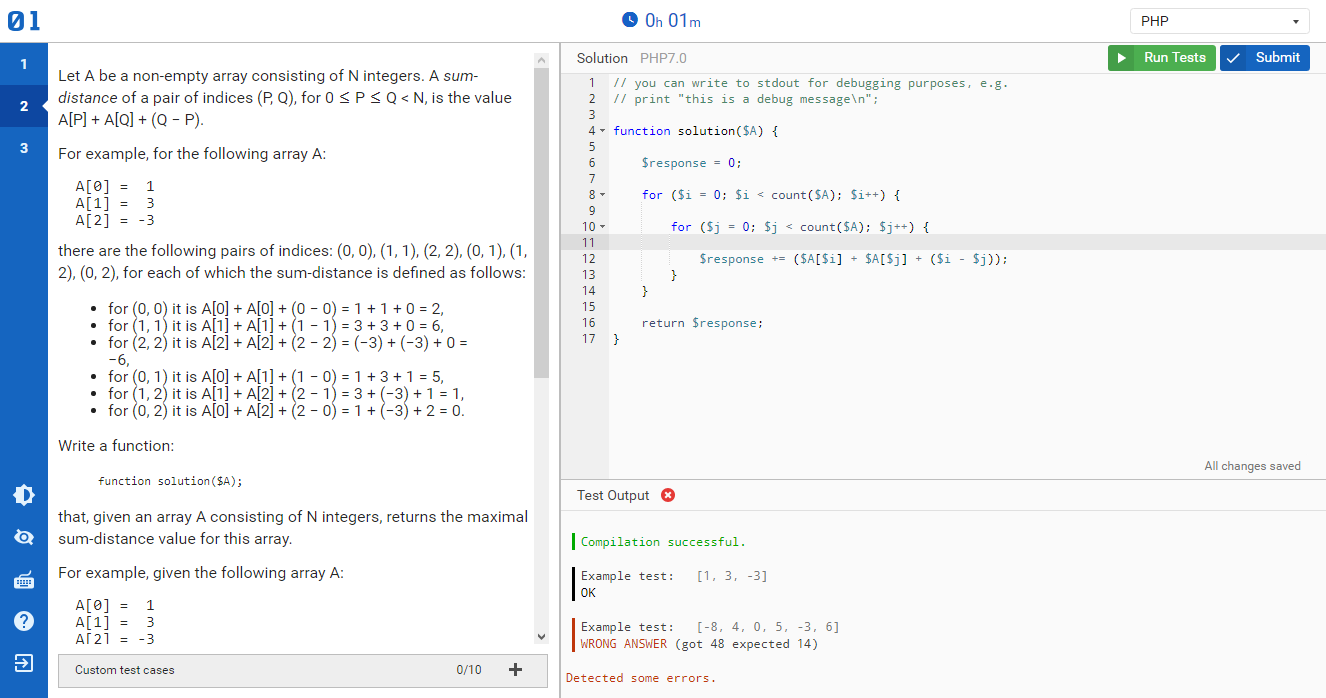 01
0h 01m
PHP
1
2
3
Let A be a non-empty array consisting of N integers. A sum-
distance of a pair of indices (P, Q), for 0 ≤ P ≤ Q < N, is the value
A[P] + A[Q] + (Q − P).
For example, for the following array A:
A[0] = 1
A[1] = 3
A[2] = -3
there are the following pairs of indices: (0, 0), (1, 1), (2, 2), (0, 1), (1,
2), (0, 2), for each of which the sum-distance is defined as follows:
• for (0, 0) it is A[0] + A[0] + (0 − 0) = 1 + 1 + 0 = 2,
• for (1, 1) it is A[1] + A[1] + (1 − 1) = 3 + 3 + 0 = 6,
• for (2, 2) it is A[2] + A[2] + (2 − 2) = (−3) + (−3) + 0 =
−6,
• for (0, 1) it is A[0] + A[1] + (1 − 0) = 1 + 3 + 1 = 5,
• for (1, 2) it is A[1] + A[2] + (2 − 1) = 3 + (−3) + 1 = 1,
• for (0, 2) it is A[0] + A[2] + (2 − 0) = 1 + (−3) + 2 = 0.
Write a function:
function solution($A);
that, given an array A consisting of N integers, returns the maximal
sum-distance value for this array.
For example, given the following array A:
A[0] = 1
A[1] = 3
A[2] = -3
Custom test cases 0/10 +
Solution PHP7.0
Run Tests
Submit
1 // you can write to stdout for debugging purposes, e.g.
2 // print "this is a debug message\n";
3
4 function solution($A) {
5
6 $response = 0;
7
8 for ($i = 0; $i < count($A); $i++) {
9
10 for ($j = 0; $j < count($A); $j++) {
11
12 $response += ($A[$i] + $A[$j] + ($i - $j));
13 }
14 }
15
16 return $response;
17 }
All changes saved
Test Output
Compilation successful.
Example test: [1, 3, -3]
OK
Example test: [-8, 4, 0, 5, -3, 6]
WRONG ANSWER (got 48 expected 14)
Detected some errors.